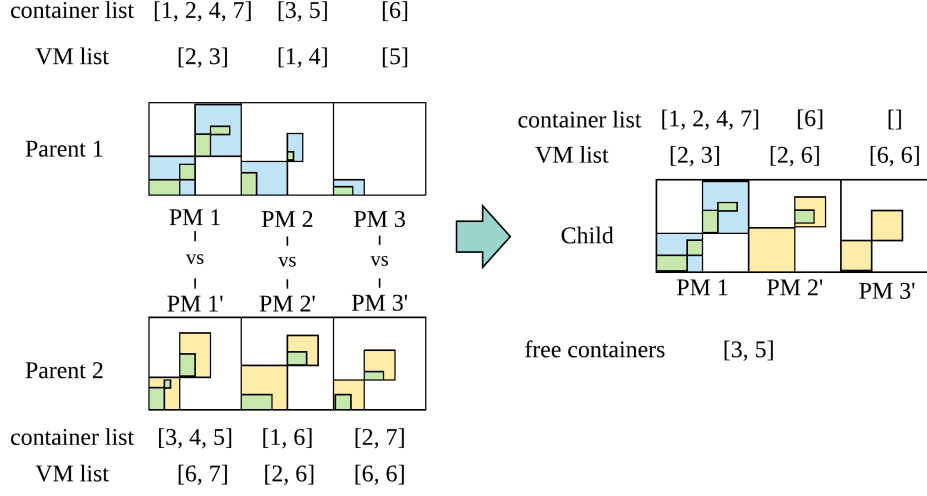 container list [1, 2, 4, 7] [3, 5] [6]
VM list [2, 3] [1, 4] [5]
Parent 1
PM 1 PM 2 PM 3
vs vs vs
PM 1' PM 2' PM 3'
Parent 2
container list [3, 4, 5] [1, 6] [2, 7]
VM list [6, 7] [2, 6] [6, 6]
container list [1, 2, 4, 7] [6] []
VM list [2, 3] [2, 6] [6, 6]
Child
PM 1 PM 2' PM 3'
free containers [3, 5]